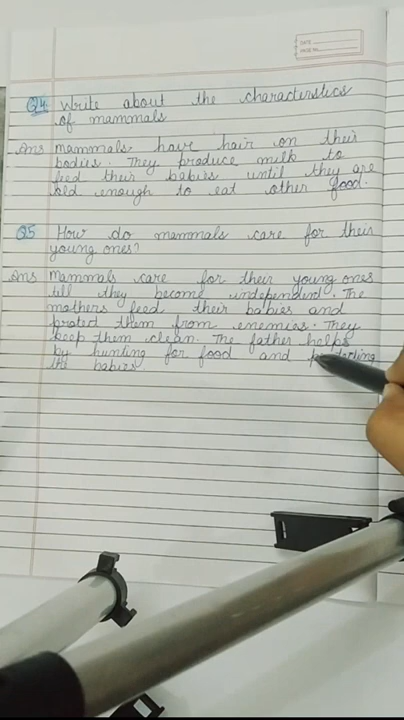 DATE
PAGE NO.
Q4. Write about the characteristics
of mammals
Ans mammals have hair on their
bodies. They produce milk to
feed their babies until they are
old enough to eat other food.
Q5 How do mammals care for their
young ones?
Ans Mammals care for their young ones
till they become independent. The
mothers feed their babies and
protect them from enemies. They
keep them clean. The father helps
by hunting for food and protecting
the babies